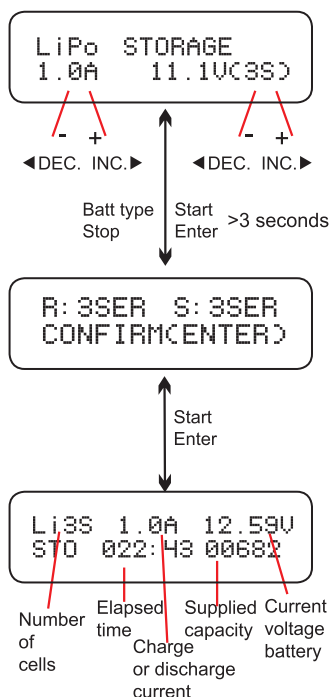 LiPo STORAGE
1.0A 11.1V(3S)
- + - +
◀DEC. INC.▶ ◀DEC. INC.▶
Batt type
Stop
Start
Enter
>3 seconds
R:3SER S:3SER
CONFIRM(ENTER)
Start
Enter
Li3S 1.0A 12.59V
STO 022:43 00682
Number
of
cells
Elapsed
time
Charge
or discharge
current
Supplied
capacity
Current
voltage
battery